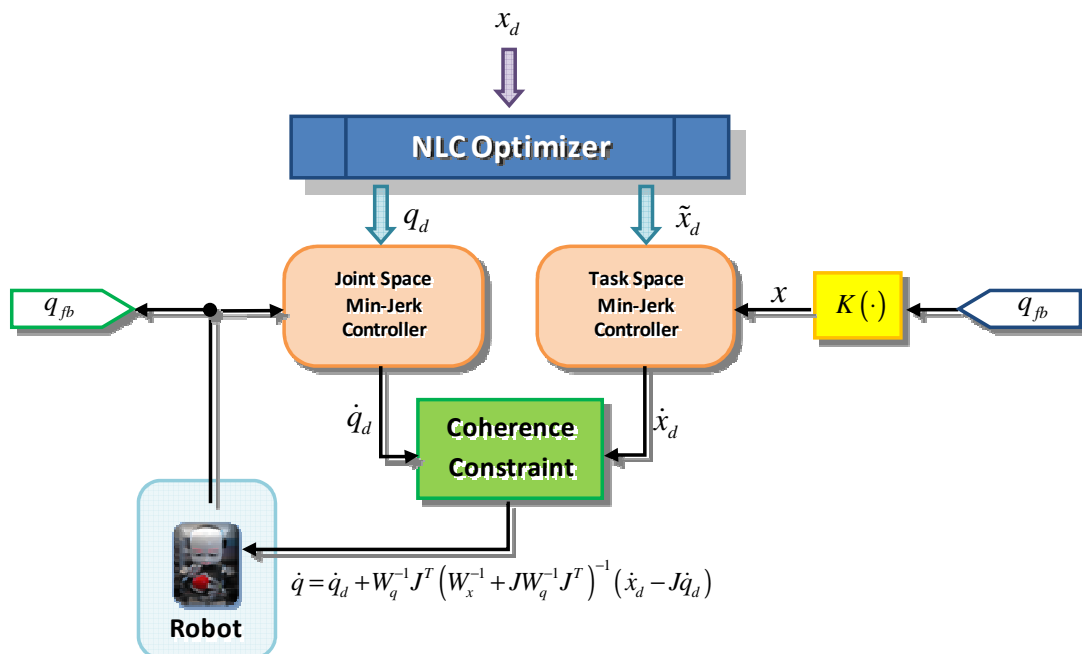 x_d
NLC Optimizer
q_d
x̃_d
Joint Space
Min-Jerk
Controller
Task Space
Min-Jerk
Controller
q_fb
x
K(·)
q_fb
q̇_d
ẋ_d
Coherence
Constraint
q̇ = q̇_d + W_q^{-1} J^T (W_x^{-1} + J W_q^{-1} J^T)^{-1} (ẋ_d − J q̇_d)
Robot